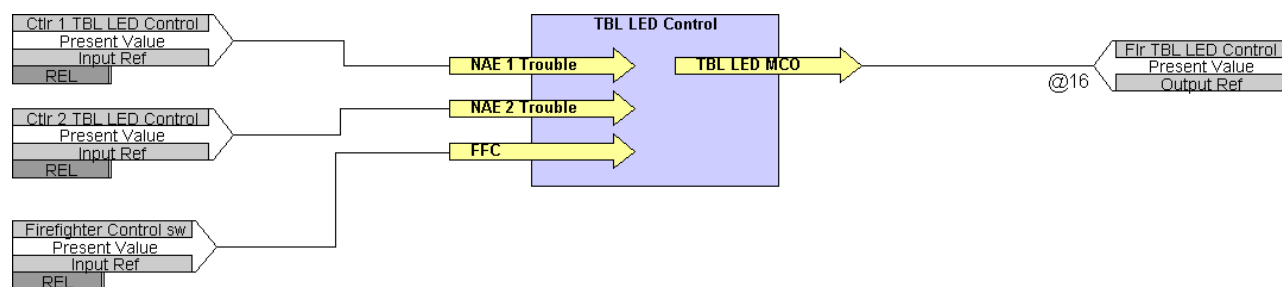 Ctlr 1 TBL LED Control
Present Value
Input Ref
REL
Ctlr 2 TBL LED Control
Present Value
Input Ref
REL
Firefighter Control sw
Present Value
Input Ref
REL
TBL LED Control
NAE 1 Trouble
NAE 2 Trouble
FFC
TBL LED MCO
@16
Flr TBL LED Control
Present Value
Output Ref